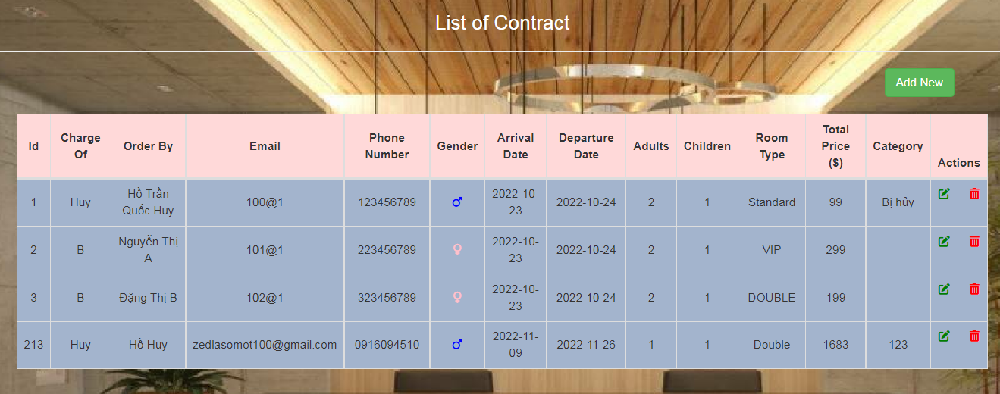 List of Contract
Add New
Id Charge Of Order By Email Phone Number Gender Arrival Date Departure Date Adults Children Room Type Total Price ($) Category Actions
1 Huy Hồ Trần Quốc Huy 100@1 123456789 2022-10-23 2022-10-24 2 1 Standard 99 Bị hủy
2 B Nguyễn Thị A 101@1 223456789 2022-10-23 2022-10-24 2 1 VIP 299
3 B Đặng Thị B 102@1 323456789 2022-10-23 2022-10-24 2 1 DOUBLE 199
213 Huy Hồ Huy zedlasomot100@gmail.com 0916094510 2022-11-09 2022-11-26 1 1 Double 1683 123